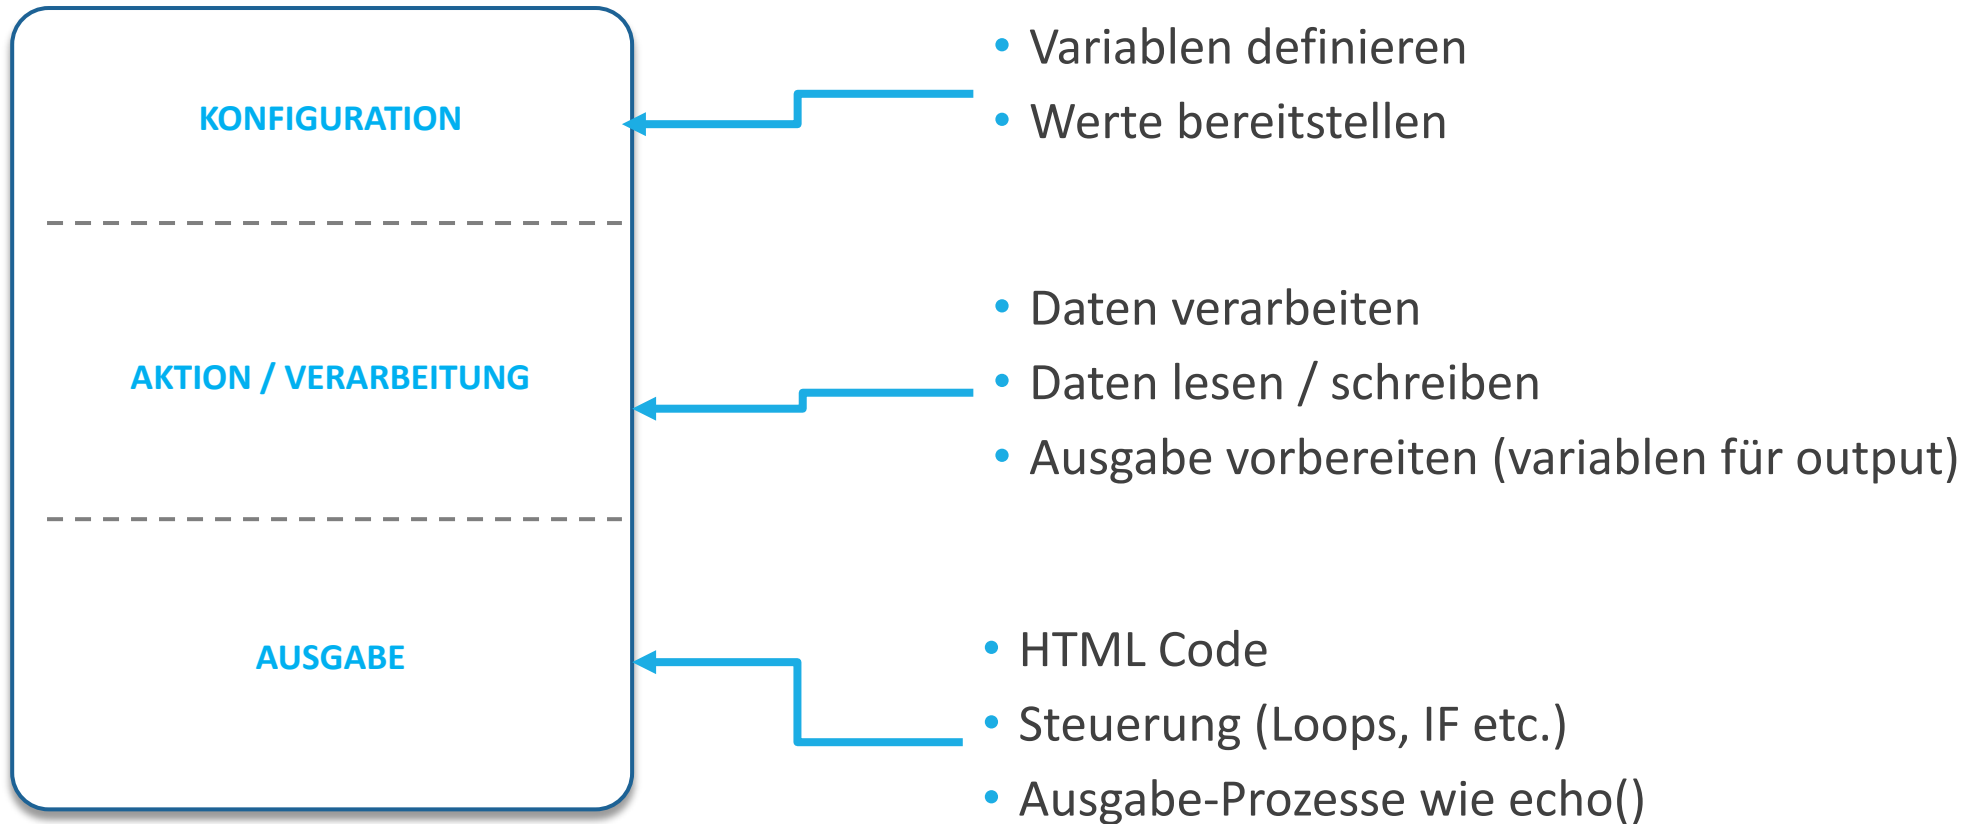 KONFIGURATION
• Variablen definieren
• Werte bereitstellen
AKTION / VERARBEITUNG
• Daten verarbeiten
• Daten lesen / schreiben
• Ausgabe vorbereiten (variablen für output)
AUSGABE
• HTML Code
• Steuerung (Loops, IF etc.)
• Ausgabe-Prozesse wie echo()